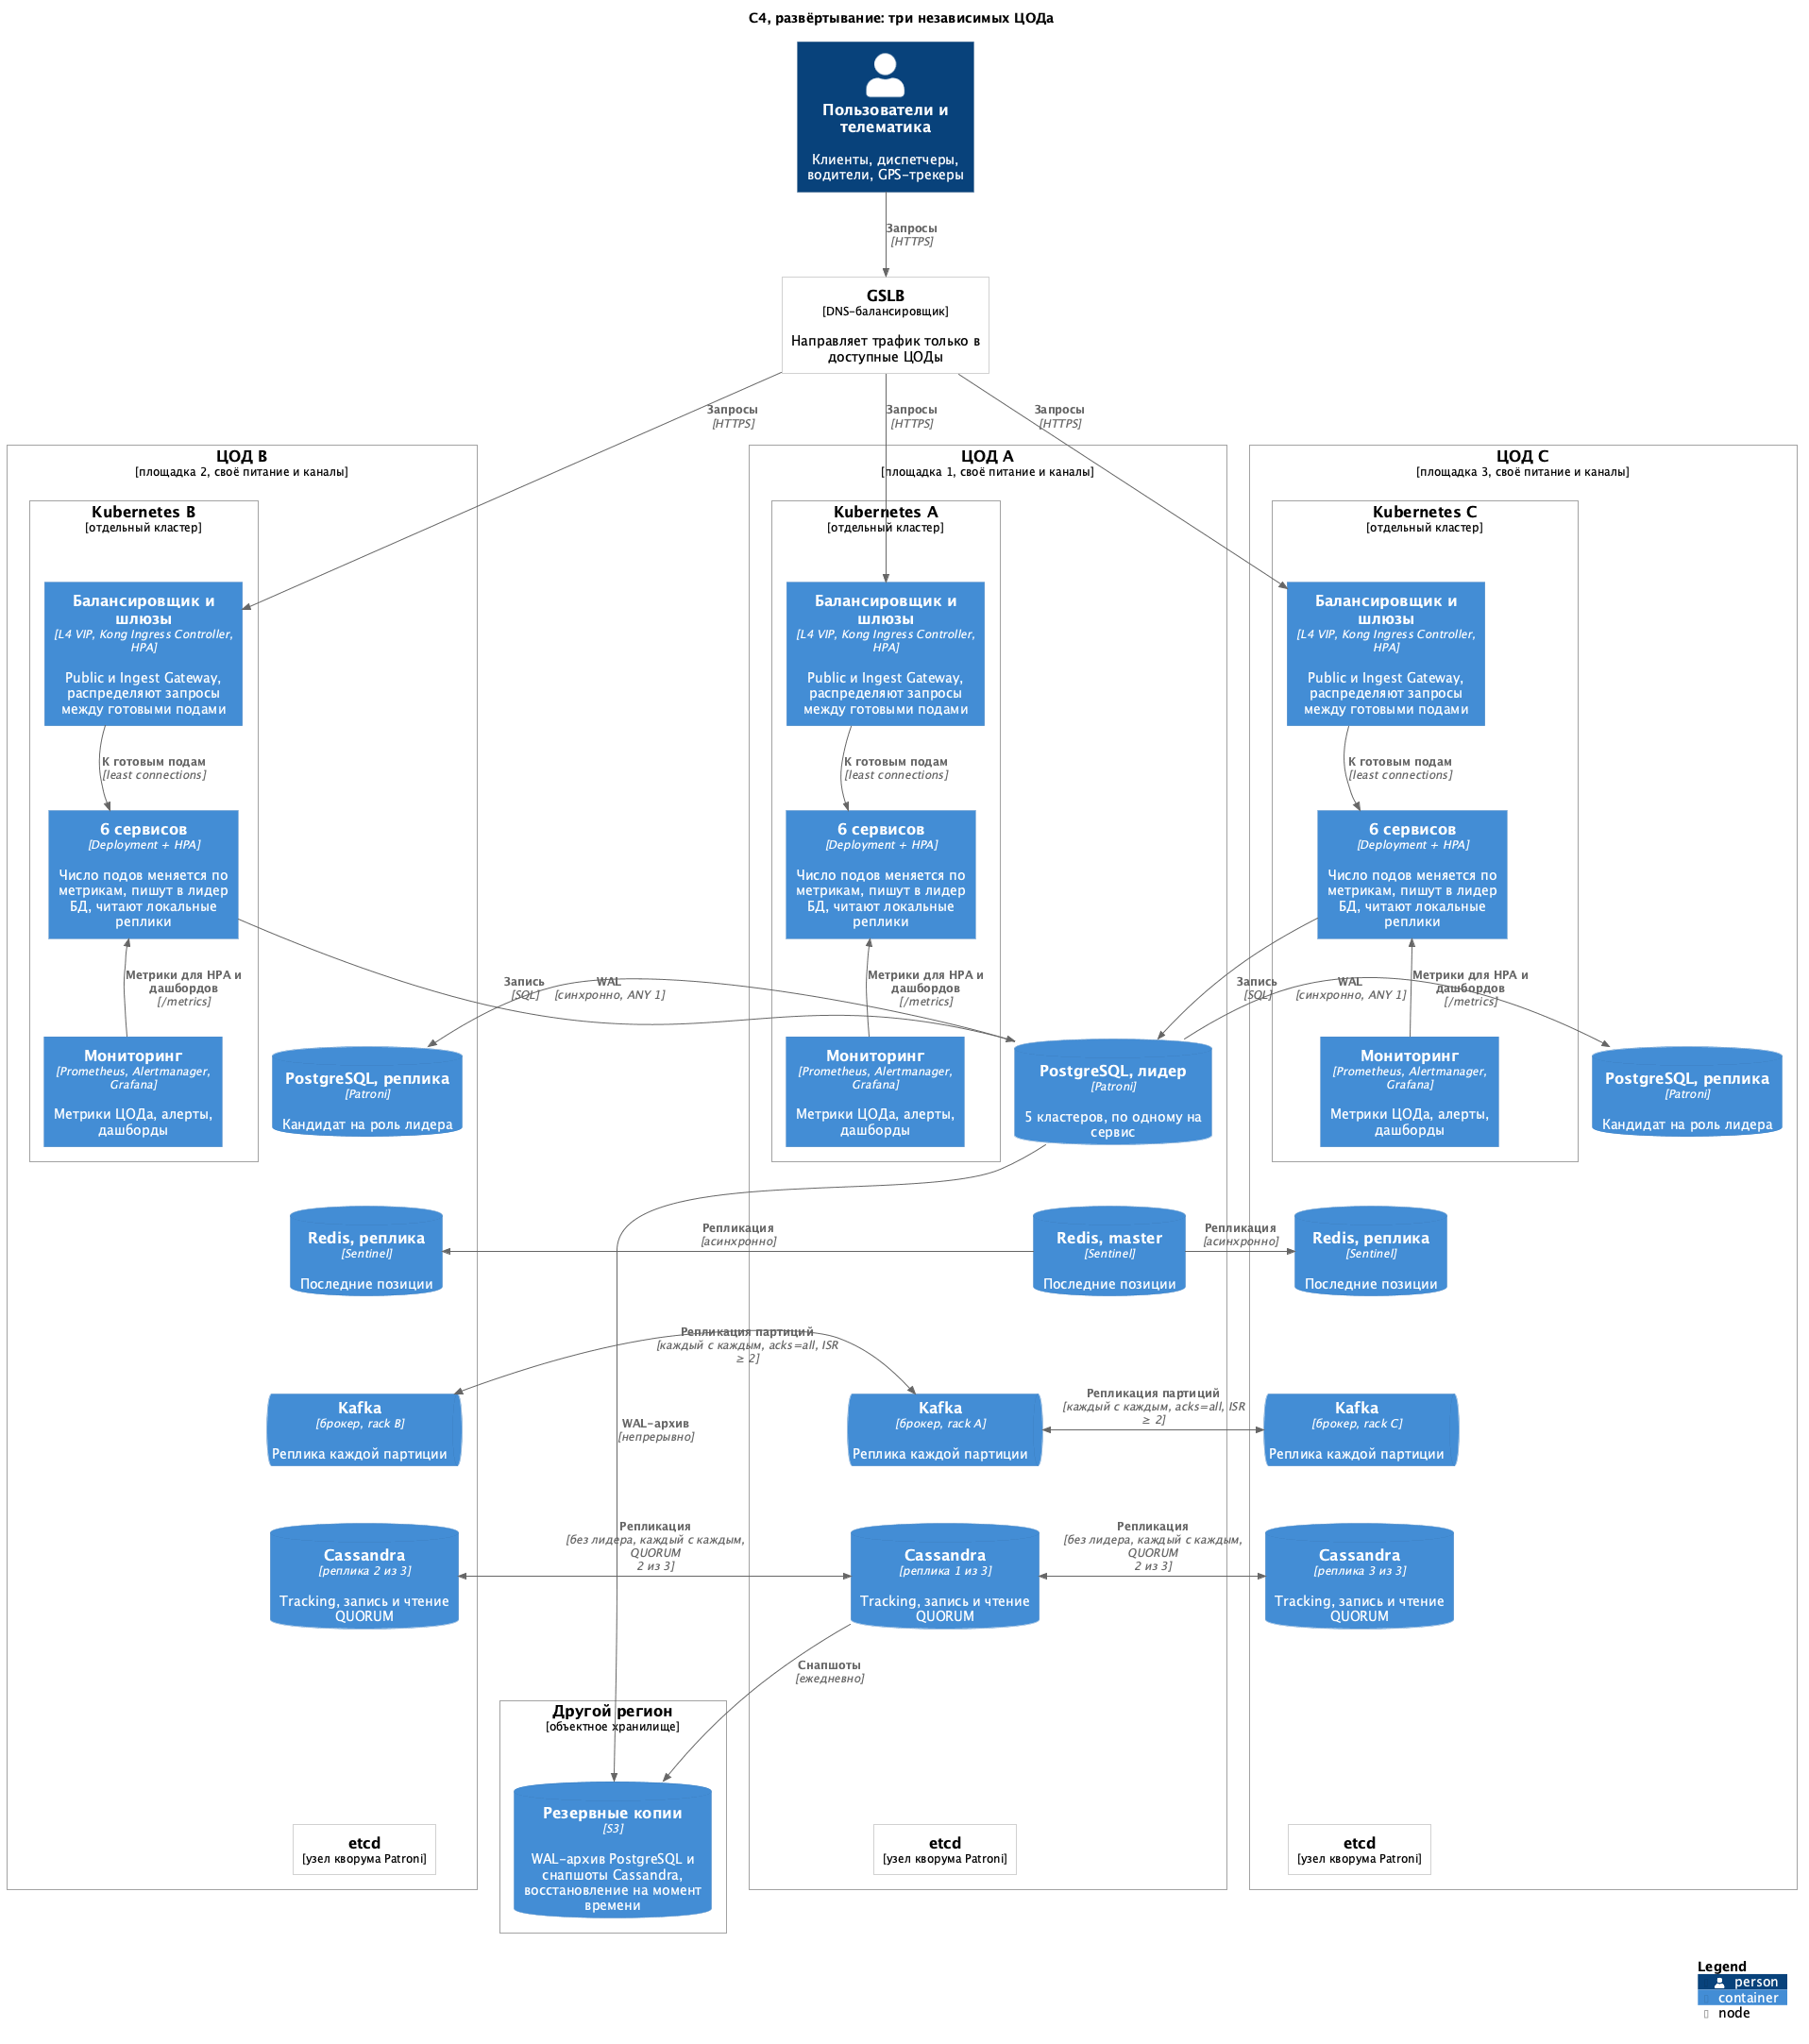 C4, развёртывание: три независимых ЦОДа
Пользователи и
телематика
Клиенты, диспетчеры,
водители, GPS-трекеры
Запросы
[HTTPS]
GSLB
[DNS-балансировщик]
Направляет трафик только в
доступные ЦОДы
Запросы
[HTTPS]
Запросы
[HTTPS]
Запросы
[HTTPS]
ЦОД B
[площадка 2, своё питание и каналы]
Kubernetes B
[отдельный кластер]
Балансировщик и
шлюзы
[L4 VIP, Kong Ingress Controller,
HPA]
Public и Ingest Gateway,
распределяют запросы
между готовыми подами
К готовым подам
[least connections]
6 сервисов
[Deployment + HPA]
Число подов меняется по
метрикам, пишут в лидер
БД, читают локальные
реплики
Метрики для HPA и
дашбордов
[/metrics]
Мониторинг
[Prometheus, Alertmanager,
Grafana]
Метрики ЦОДа, алерты,
дашборды
PostgreSQL, реплика
[Patroni]
Кандидат на роль лидера
Запись
[SQL]
WAL
[синхронно, ANY 1]
ЦОД A
[площадка 1, своё питание и каналы]
Kubernetes A
[отдельный кластер]
Балансировщик и
шлюзы
[L4 VIP, Kong Ingress Controller,
HPA]
Public и Ingest Gateway,
распределяют запросы
между готовыми подами
К готовым подам
[least connections]
6 сервисов
[Deployment + HPA]
Число подов меняется по
метрикам, пишут в лидер
БД, читают локальные
реплики
Метрики для HPA и
дашбордов
[/metrics]
Мониторинг
[Prometheus, Alertmanager,
Grafana]
Метрики ЦОДа, алерты,
дашборды
PostgreSQL, лидер
[Patroni]
5 кластеров, по одному на
сервис
ЦОД C
[площадка 3, своё питание и каналы]
Kubernetes C
[отдельный кластер]
Балансировщик и
шлюзы
[L4 VIP, Kong Ingress Controller,
HPA]
Public и Ingest Gateway,
распределяют запросы
между готовыми подами
К готовым подам
[least connections]
6 сервисов
[Deployment + HPA]
Число подов меняется по
метрикам, пишут в лидер
БД, читают локальные
реплики
Запись
[SQL]
WAL
[синхронно, ANY 1]
Метрики для HPA и
дашбордов
[/metrics]
Мониторинг
[Prometheus, Alertmanager,
Grafana]
Метрики ЦОДа, алерты,
дашборды
PostgreSQL, реплика
[Patroni]
Кандидат на роль лидера
Redis, реплика
[Sentinel]
Последние позиции
Репликация
[асинхронно]
Redis, master
[Sentinel]
Последние позиции
Репликация
[асинхронно]
Redis, реплика
[Sentinel]
Последние позиции
Репликация партиций
[каждый с каждым, acks=all, ISR
≥ 2]
Kafka
[брокер, rack B]
Реплика каждой партиции
WAL-архив
[непрерывно]
Kafka
[брокер, rack A]
Реплика каждой партиции
Репликация партиций
[каждый с каждым, acks=all, ISR
≥ 2]
Kafka
[брокер, rack C]
Реплика каждой партиции
Cassandra
[реплика 2 из 3]
Tracking, запись и чтение
QUORUM
Репликация
[без лидера, каждый с каждым,
QUORUM
2 из 3]
Cassandra
[реплика 1 из 3]
Tracking, запись и чтение
QUORUM
Репликация
[без лидера, каждый с каждым,
QUORUM
2 из 3]
Cassandra
[реплика 3 из 3]
Tracking, запись и чтение
QUORUM
Снапшоты
[ежедневно]
Другой регион
[объектное хранилище]
Резервные копии
[S3]
WAL-архив PostgreSQL и
снапшоты Cassandra,
восстановление на момент
времени
etcd
[узел кворума Patroni]
etcd
[узел кворума Patroni]
etcd
[узел кворума Patroni]
Legend
person
container
node